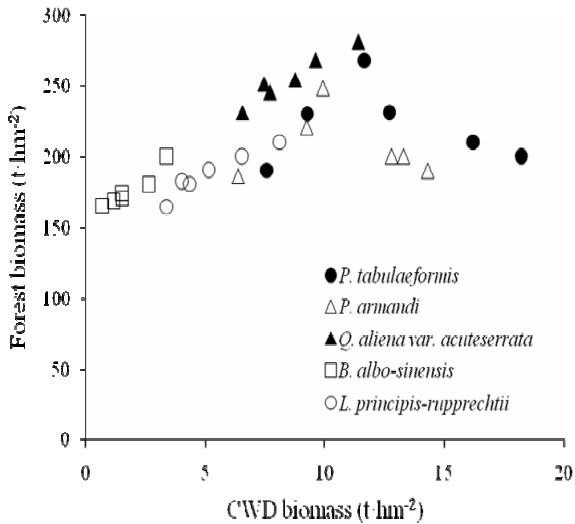 300
250
200
150
100
50
0
Forest biomass (t·hm-2)
P. tabulaeformis
P. armandi
Q. aliena var. acuteserrata
B. albo-sinensis
L. principis-rupprechtii
0 5 10 15 20
CWD biomass (t·hm-2)